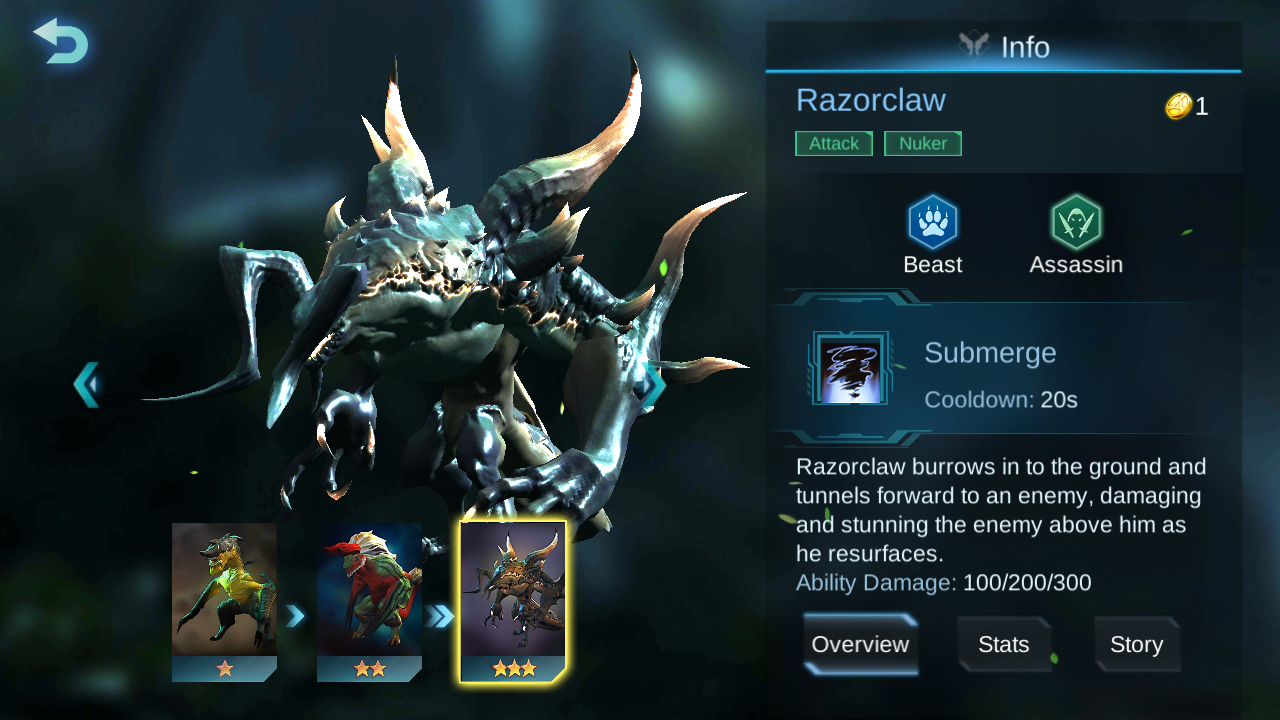 Info
Razorclaw
1
Attack
Nuker
Beast
Assassin
Submerge
Cooldown: 20s
Razorclaw burrows in to the ground and
tunnels forward to an enemy, damaging
and stunning the enemy above him as
he resurfaces.
Ability Damage: 100/200/300
Overview
Stats
Story